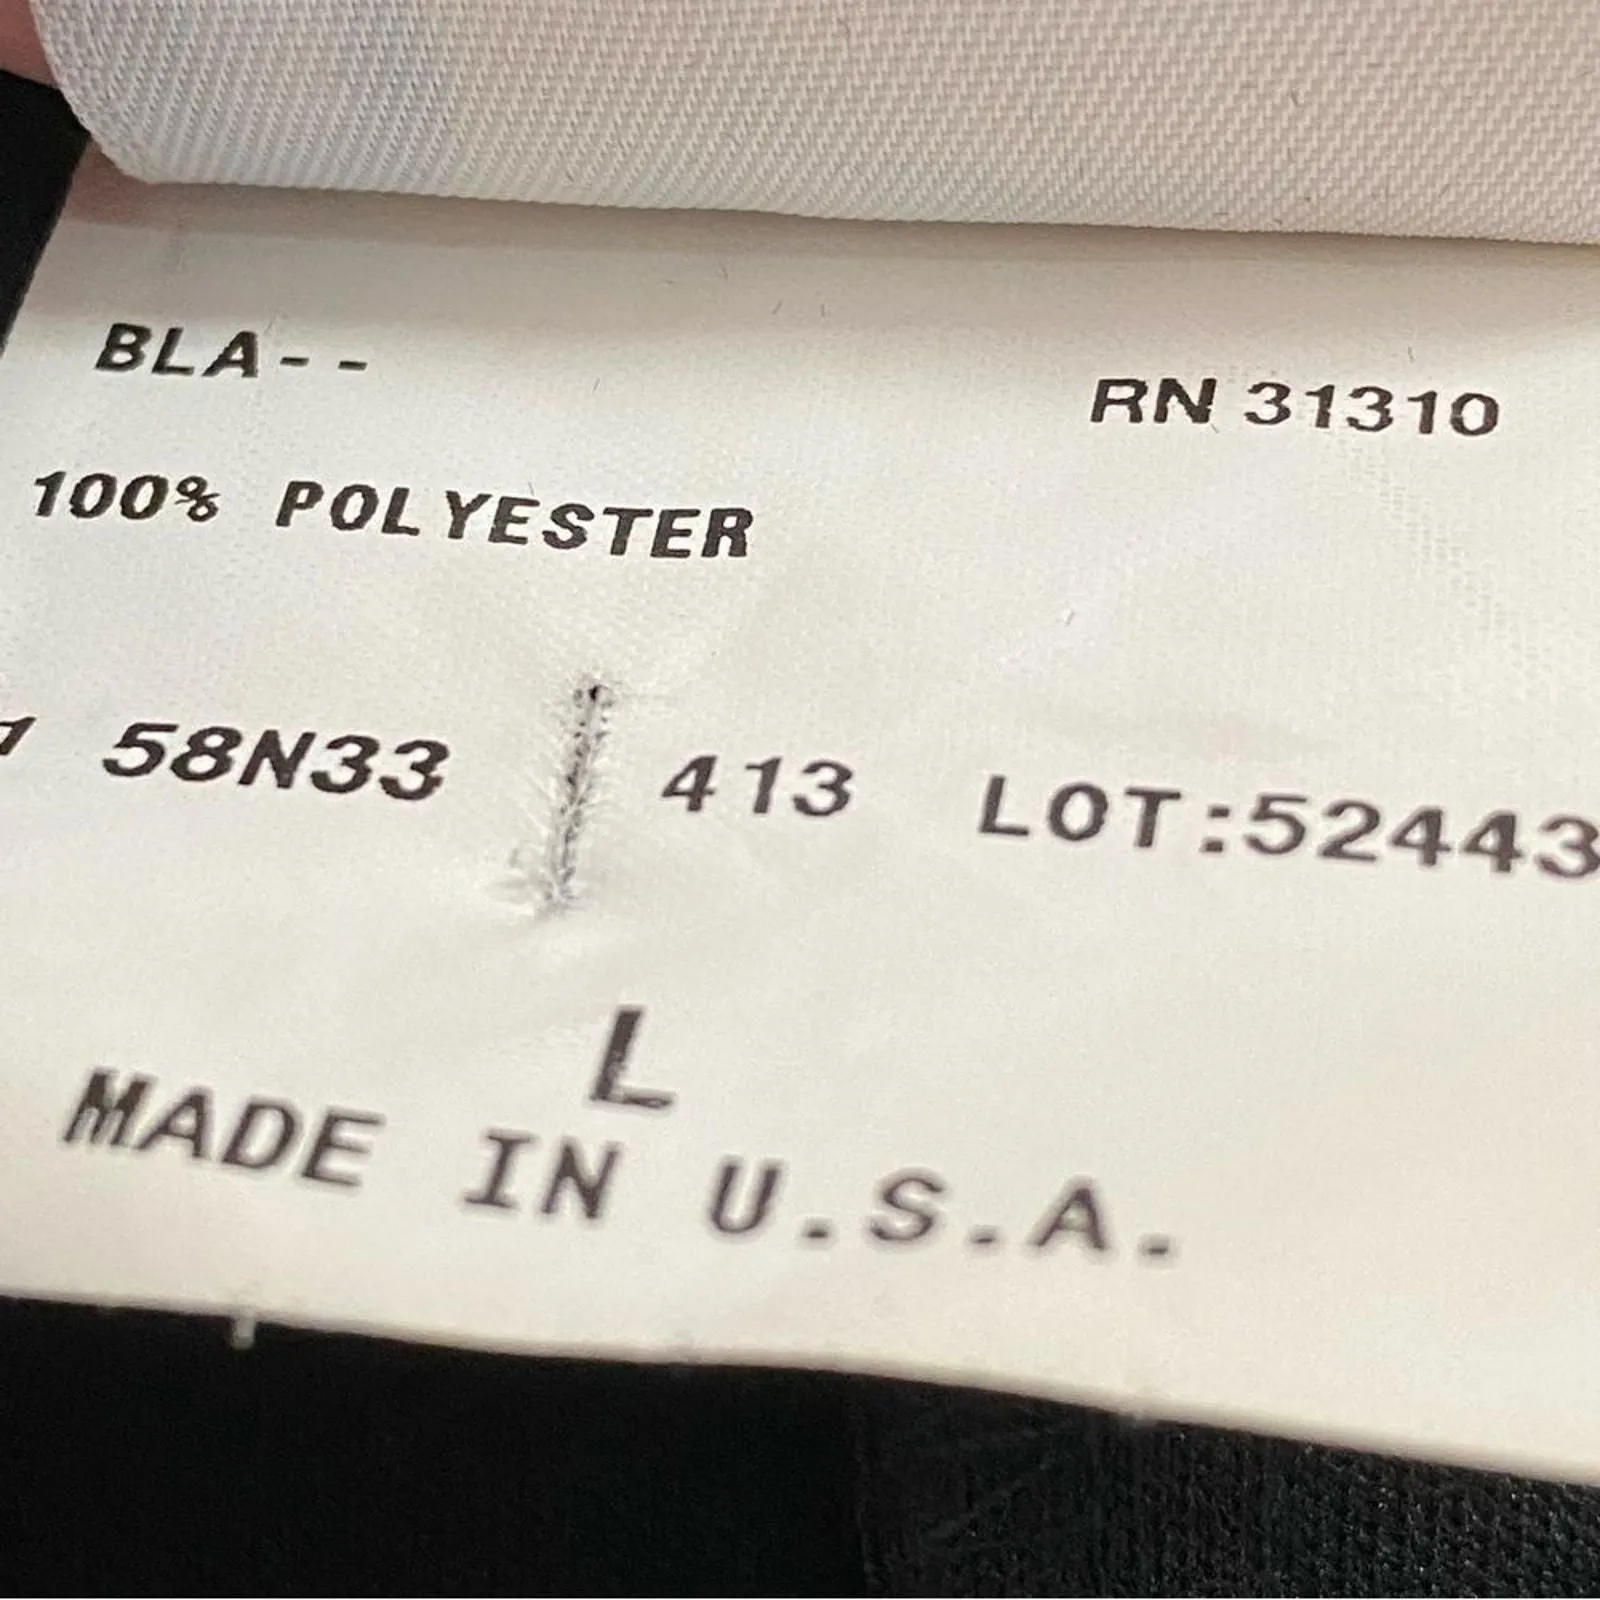 BLA--
RN 31310
100% POLYESTER
58N33 413 LOT:52443
L
MADE IN U.S.A.